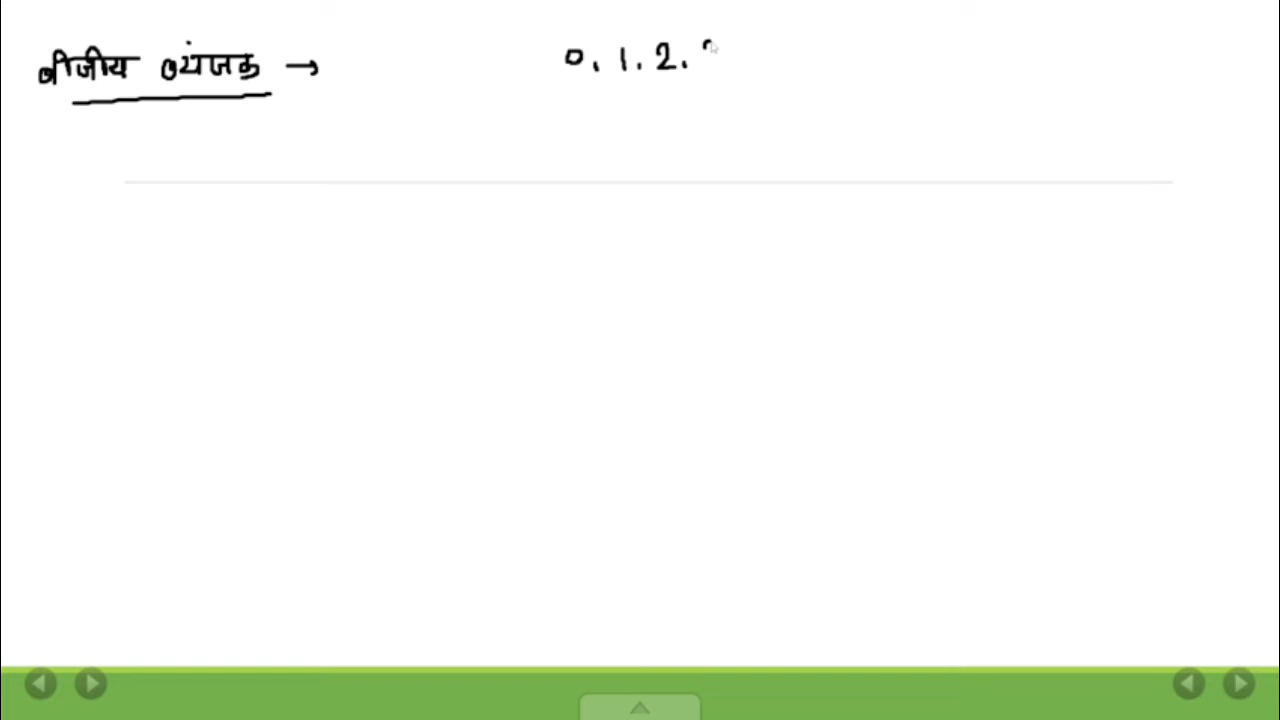 बीजीय व्यंजक → 0, 1, 2,